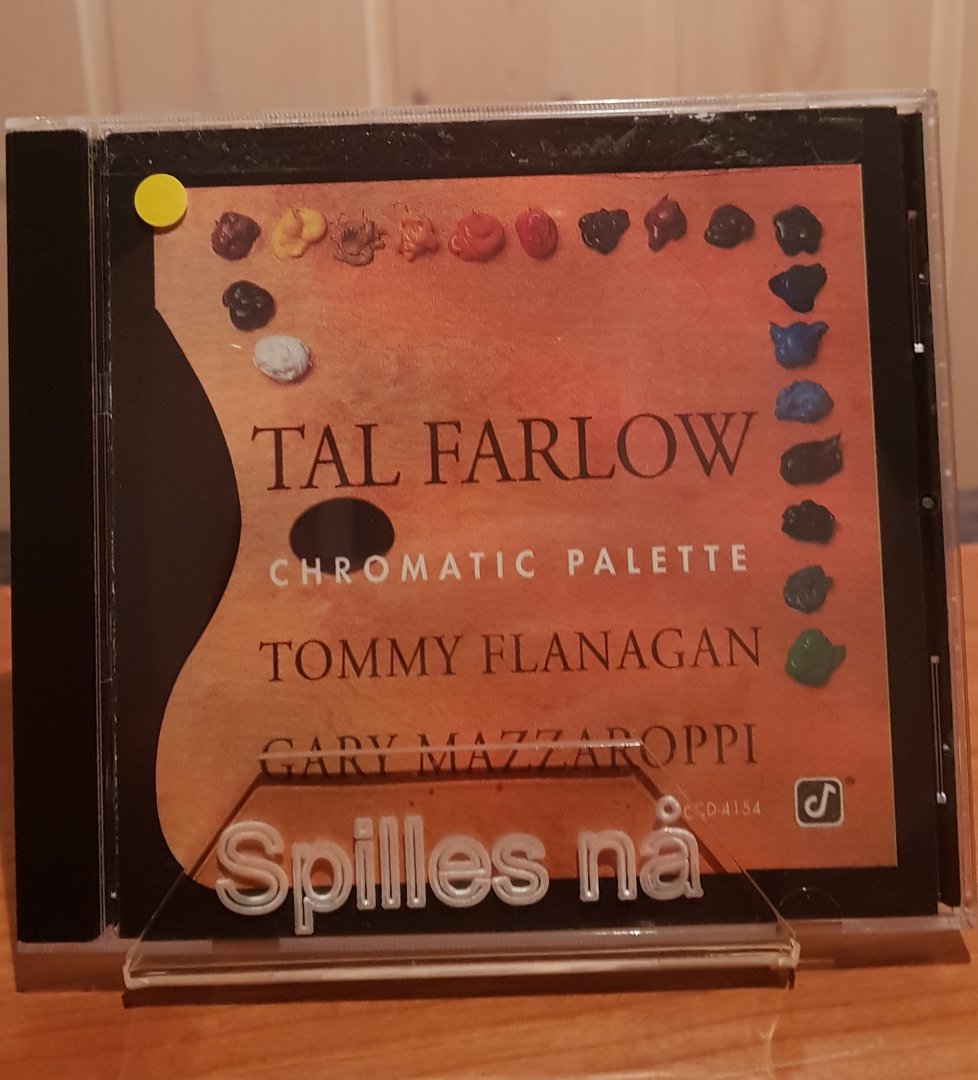 TAL FARLOW
CHROMATIC PALETTE
TOMMY FLANAGAN
GARY MAZZAROPPI
CCD-4154
Spilles nå